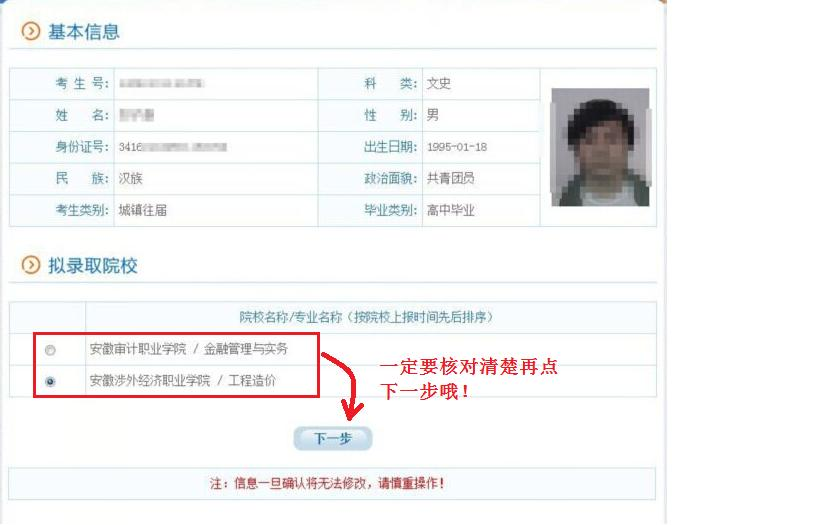 基本信息
考 生 号:
科 类: 文史
姓 名:
性 别: 男
身份证号: 3416
出生日期: 1995-01-18
民 族: 汉族
政治面貌: 共青团员
考生类别: 城镇往届
毕业类别: 高中毕业
拟录取院校
院校名称/专业名称（按院校上报时间先后排序）
安徽审计职业学院 / 金融管理与实务
安徽涉外经济职业学院 / 工程造价
一定要核对清楚再点
下一步哦！
下一步
注：信息一旦确认将无法修改，请慎重操作！